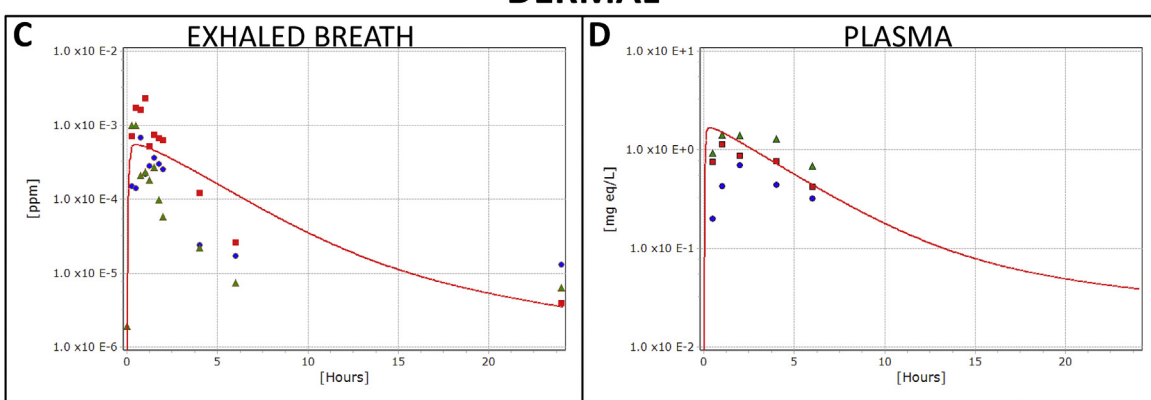 DERMAL
C EXHALED BREATH
1.0 x10 E-2
1.0 x10 E-3
1.0 x10 E-4
1.0 x10 E-5
1.0 x10 E-6
[ppm]
0 5 10 15 20
[Hours]
D PLASMA
1.0 x10 E+1
1.0 x10 E+0
1.0 x10 E-1
1.0 x10 E-2
[mg eq/L]
0 5 10 15 20
[Hours]